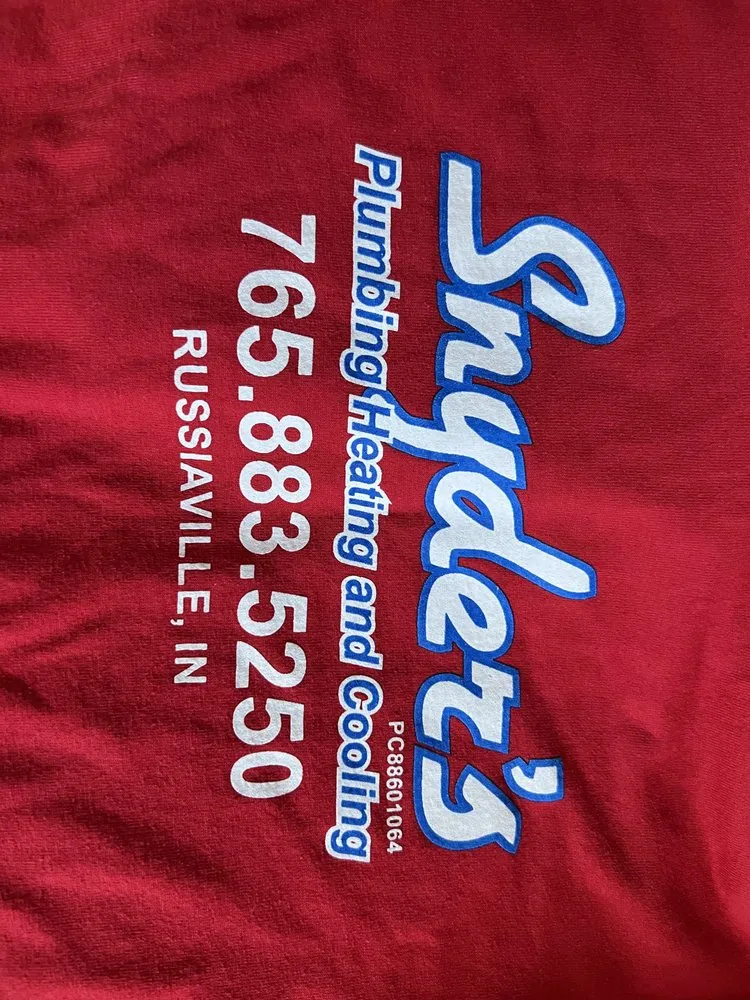 Snyder's
PC88601064
Plumbing Heating and Cooling
765.883.5250
RUSSIAVILLE, IN